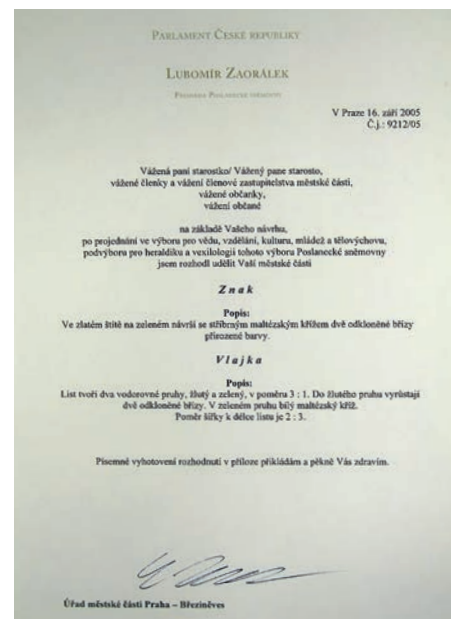 PARLAMENT ČESKÉ REPUBLIKY
LUBOMÍR ZAORÁLEK
PŘEDSEDA POSLANECKÉ SNĚMOVNY
V Praze 16. září 2005
Č.j.: 9212/05
Vážená paní starostko/ Vážený pane starosto,
vážené členky a vážení členové zastupitelstva městské části,
vážené občanky,
vážení občané
na základě Vašeho návrhu,
po projednání ve výboru pro vědu, vzdělání, kulturu, mládež a tělovýchovu,
podvýboru pro heraldiku a vexilologii tohoto výboru Poslanecké sněmovny
jsem rozhodl udělit Vaší městské části
Znak
Popis:
Ve zlatém štítě na zeleném návrší se stříbrným maltézským křížem dvě odkloněné břízy
přirozené barvy.
Vlajka
Popis:
List tvoří dva vodorovné pruhy, žlutý a zelený, v poměru 3 : 1. Do žlutého pruhu vyrůstají
dvě odkloněné břízy. V zeleném pruhu bílý maltézský kříž.
Poměr šířky k délce listu je 2 : 3.
Písemné vyhotovení rozhodnutí v příloze přikládám a pěkně Vás zdravím.
Úřad městské části Praha – Březiněves